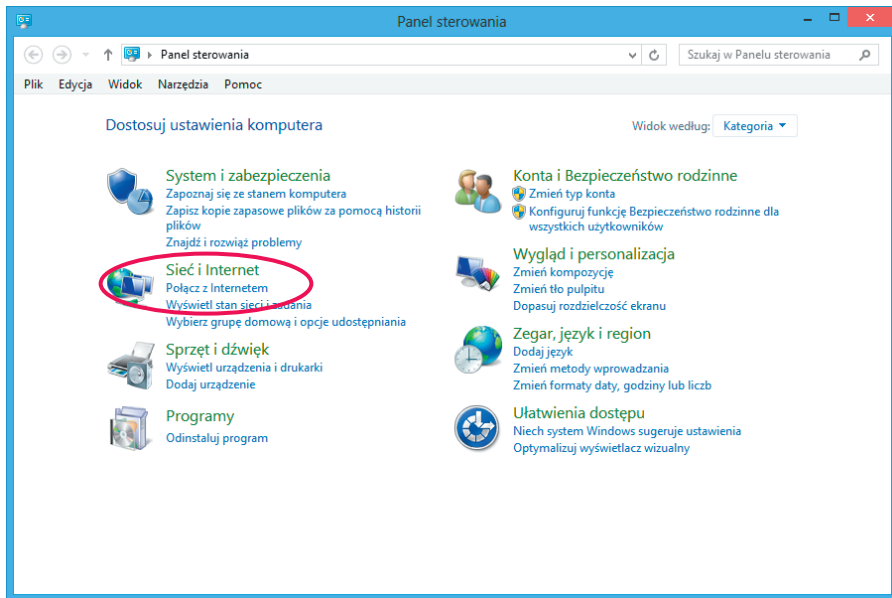 Panel sterowania
Panel sterowania
Szukaj w Panelu sterowania
Plik Edycja Widok Narzędzia Pomoc
Dostosuj ustawienia komputera
Widok według: Kategoria
System i zabezpieczenia
Zapoznaj się ze stanem komputera
Zapisz kopie zapasowe plików za pomocą historii
plików
Znajdź i rozwiąż problemy
Sieć i Internet
Połącz z Internetem
Wyświetl stan sieci i zadania
Wybierz grupę domową i opcje udostępniania
Sprzęt i dźwięk
Wyświetl urządzenia i drukarki
Dodaj urządzenie
Programy
Odinstaluj program
Konta i Bezpieczeństwo rodzinne
Zmień typ konta
Konfiguruj funkcję Bezpieczeństwo rodzinne dla
wszystkich użytkowników
Wygląd i personalizacja
Zmień kompozycję
Zmień tło pulpitu
Dopasuj rozdzielczość ekranu
Zegar, język i region
Dodaj język
Zmień metody wprowadzania
Zmień formaty daty, godziny lub liczb
Ułatwienia dostępu
Niech system Windows sugeruje ustawienia
Optymalizuj wyświetlacz wizualny